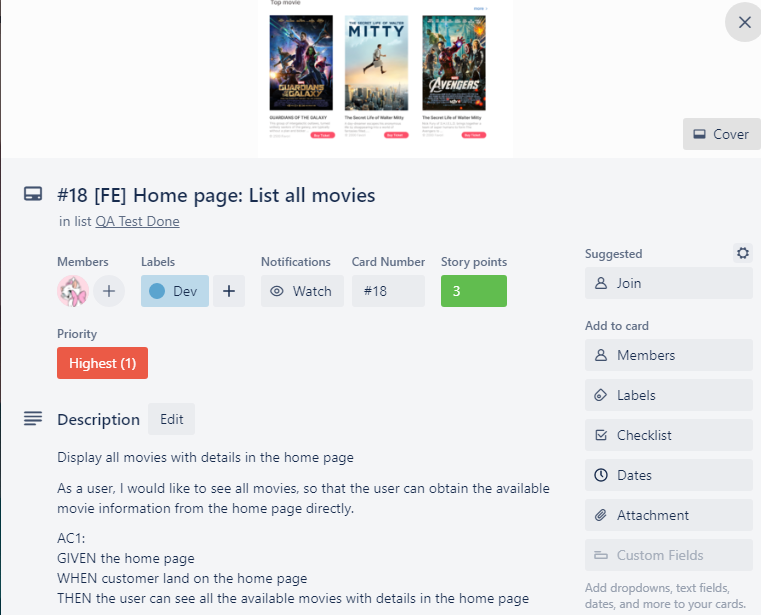 Top movie
more >
THE SECRET LIFE OF WALTER
MITTY
MARVEL
GUARDIANS
OF THE
GALAXY
MARVEL
AVENGERS
GUARDIANS OF THE GALAXY
The Secret Life of Walter Mitty
The Secret Life of Walter Mitty
Buy Ticket
Buy Ticket
Buy Ticket
Cover
#18 [FE] Home page: List all movies
in list QA Test Done
Members
Labels
Notifications
Card Number
Story points
Dev
Watch
#18
3
Priority
Highest (1)
Description
Edit
Display all movies with details in the home page
As a user, I would like to see all movies, so that the user can obtain the available
movie information from the home page directly.
AC1:
GIVEN the home page
WHEN customer land on the home page
THEN the user can see all the available movies with details in the home page
Suggested
Join
Add to card
Members
Labels
Checklist
Dates
Attachment
Custom Fields
Add dropdowns, text fields,
dates, and more to your cards.